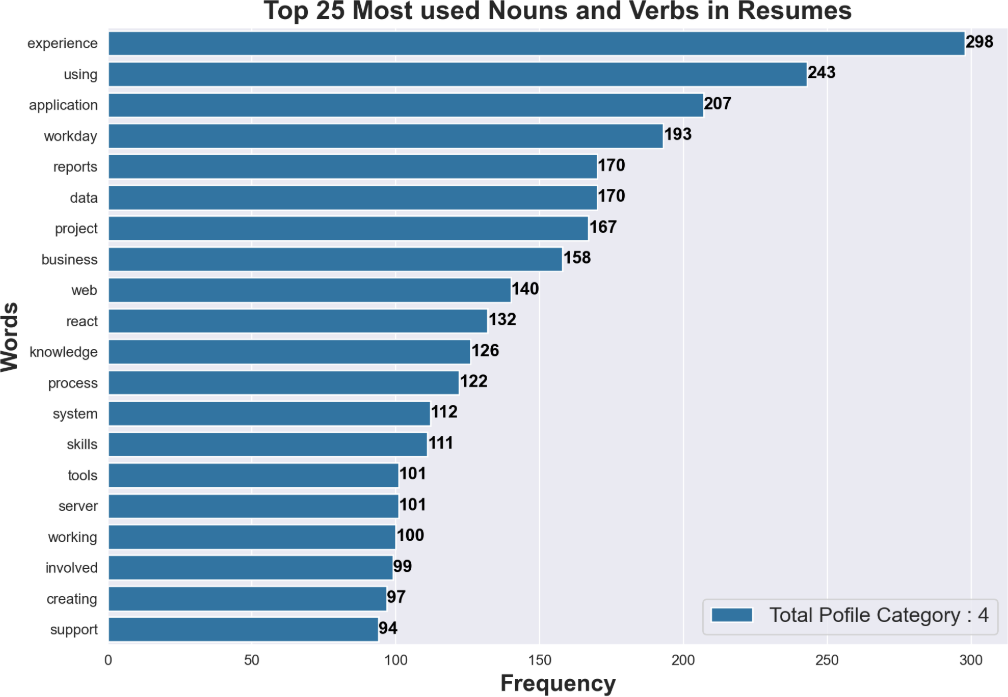 Top 25 Most used Nouns and Verbs in Resumes
experience 298
using 243
application 207
workday 193
reports 170
data 170
project 167
business 158
web 140
react 132
knowledge 126
process 122
system 112
skills 111
tools 101
server 101
working 100
involved 99
creating 97
support 94
Words
Total Pofile Category : 4
0 50 100 150 200 250 300
Frequency